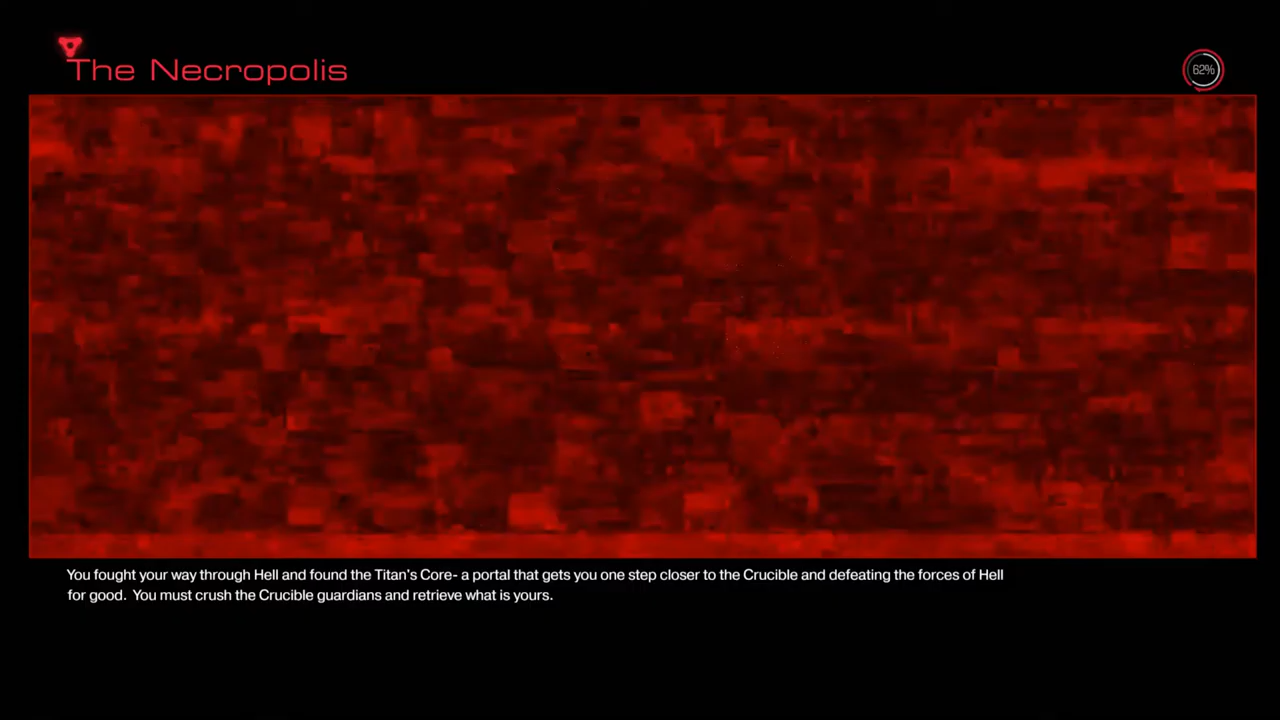 The Necropolis
62%
You fought your way through Hell and found the Titan's Core- a portal that gets you one step closer to the Crucible and defeating the forces of Hell
for good.  You must crush the Crucible guardians and retrieve what is yours.